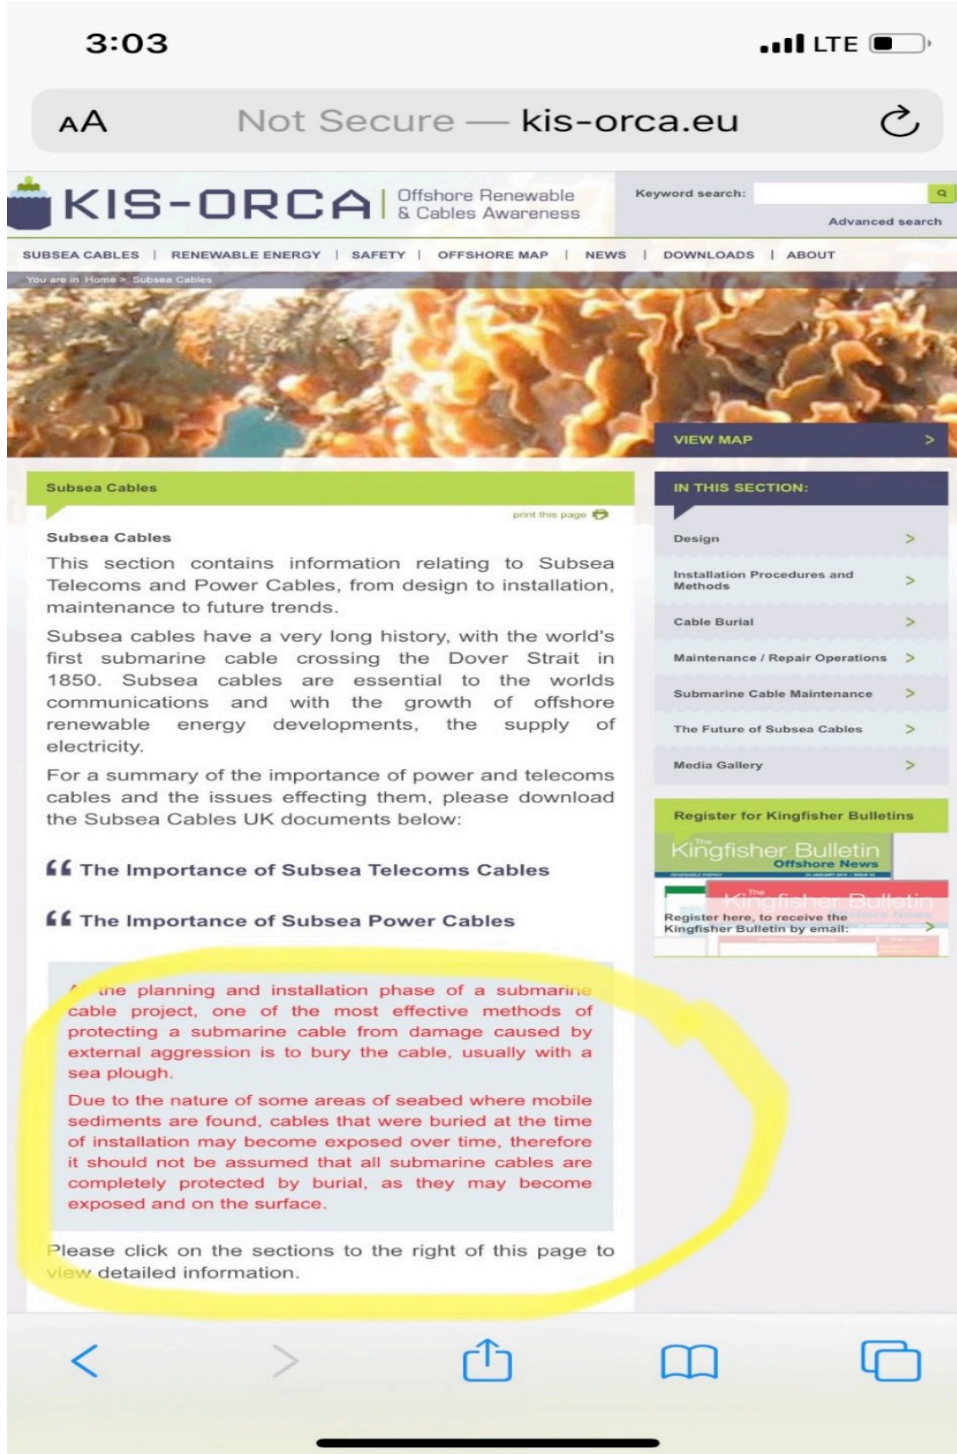 3:03
LTE
AA
Not Secure — kis-orca.eu
KIS-ORCA
Offshore Renewable
& Cables Awareness
Keyword search:
Advanced search
SUBSEA CABLES | RENEWABLE ENERGY | SAFETY | OFFSHORE MAP | NEWS | DOWNLOADS | ABOUT
You are in Home > Subsea Cables
VIEW MAP >
Subsea Cables
print this page
Subsea Cables
This section contains information relating to Subsea
Telecoms and Power Cables, from design to installation,
maintenance to future trends.
Subsea cables have a very long history, with the world's
first submarine cable crossing the Dover Strait in
1850. Subsea cables are essential to the worlds
communications and with the growth of offshore
renewable energy developments, the supply of
electricity.
For a summary of the importance of power and telecoms
cables and the issues effecting them, please download
the Subsea Cables UK documents below:
The Importance of Subsea Telecoms Cables
The Importance of Subsea Power Cables
At the planning and installation phase of a submarine
cable project, one of the most effective methods of
protecting a submarine cable from damage caused by
external aggression is to bury the cable, usually with a
sea plough.
Due to the nature of some areas of seabed where mobile
sediments are found, cables that were buried at the time
of installation may become exposed over time, therefore
it should not be assumed that all submarine cables are
completely protected by burial, as they may become
exposed and on the surface.
Please click on the sections to the right of this page to
view detailed information.
IN THIS SECTION:
Design >
Installation Procedures and
Methods >
Cable Burial >
Maintenance / Repair Operations >
Submarine Cable Maintenance >
The Future of Subsea Cables >
Media Gallery >
Register for Kingfisher Bulletins
The
Kingfisher Bulletin
Offshore News
The
Kingfisher Bulletin
Register here, to receive the
Kingfisher Bulletin by email: >